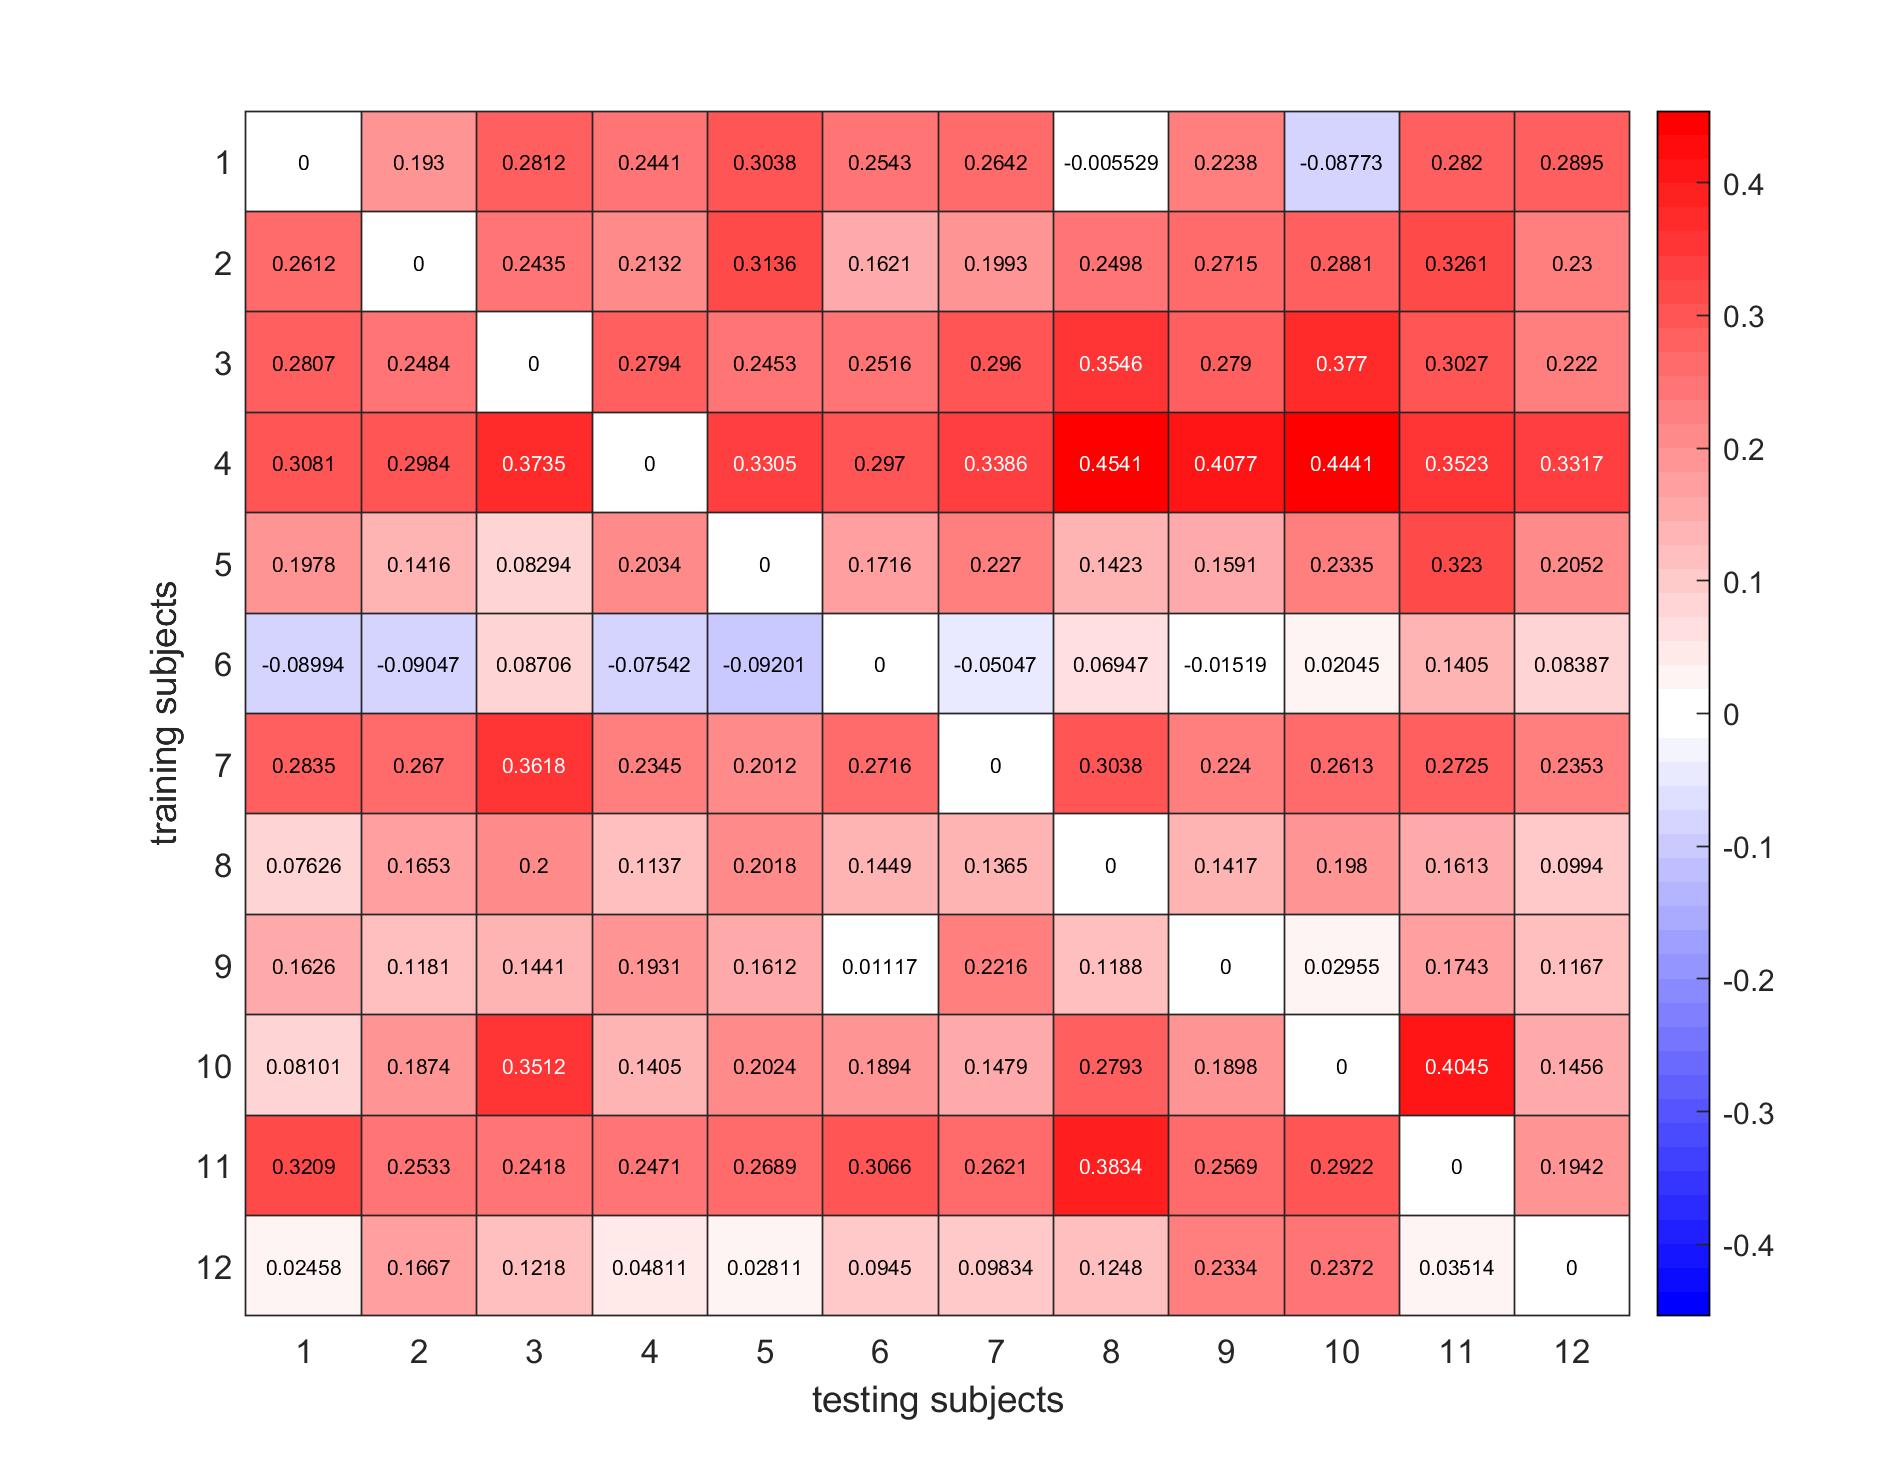 1 0 0.193 0.2812 0.2441 0.3038 0.2543 0.2642 -0.005529 0.2238 -0.08773 0.282 0.2895
2 0.2612 0 0.2435 0.2132 0.3136 0.1621 0.1993 0.2498 0.2715 0.2881 0.3261 0.23
3 0.2807 0.2484 0 0.2794 0.2453 0.2516 0.296 0.3546 0.279 0.377 0.3027 0.222
4 0.3081 0.2984 0.3735 0 0.3305 0.297 0.3386 0.4541 0.4077 0.4441 0.3523 0.3317
5 0.1978 0.1416 0.08294 0.2034 0 0.1716 0.227 0.1423 0.1591 0.2335 0.323 0.2052
6 -0.08994 -0.09047 0.08706 -0.07542 -0.09201 0 -0.05047 0.06947 -0.01519 0.02045 0.1405 0.08387
7 0.2835 0.267 0.3618 0.2345 0.2012 0.2716 0 0.3038 0.224 0.2613 0.2725 0.2353
8 0.07626 0.1653 0.2 0.1137 0.2018 0.1449 0.1365 0 0.1417 0.198 0.1613 0.0994
9 0.1626 0.1181 0.1441 0.1931 0.1612 0.01117 0.2216 0.1188 0 0.02955 0.1743 0.1167
10 0.08101 0.1874 0.3512 0.1405 0.2024 0.1894 0.1479 0.2793 0.1898 0 0.4045 0.1456
11 0.3209 0.2533 0.2418 0.2471 0.2689 0.3066 0.2621 0.3834 0.2569 0.2922 0 0.1942
12 0.02458 0.1667 0.1218 0.04811 0.02811 0.0945 0.09834 0.1248 0.2334 0.2372 0.03514 0
1 2 3 4 5 6 7 8 9 10 11 12
testing subjects
training subjects
0.4
0.3
0.2
0.1
0
-0.1
-0.2
-0.3
-0.4